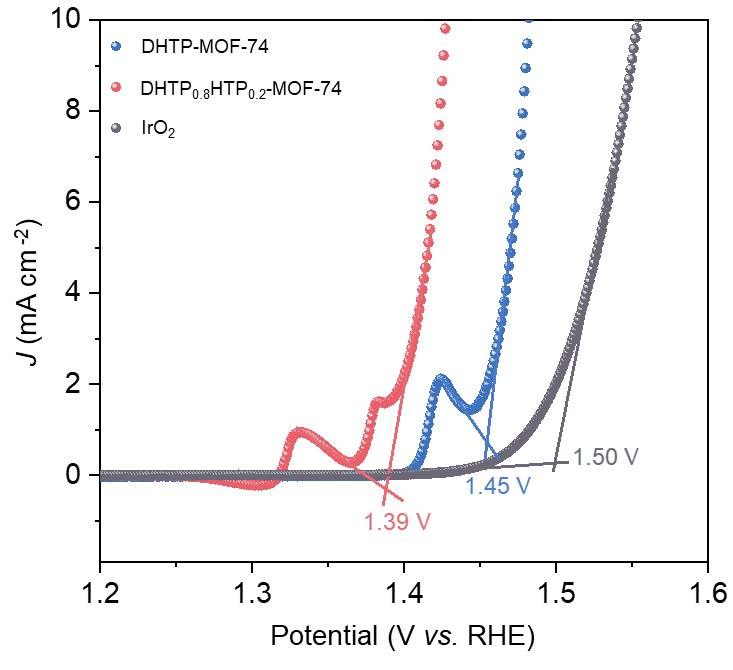 10
8
6
4
2
0
J (mA cm⁻²)
DHTP-MOF-74
DHTP₀.₈HTP₀.₂-MOF-74
IrO₂
1.50 V
1.45 V
1.39 V
1.2 1.3 1.4 1.5 1.6
Potential (V vs. RHE)